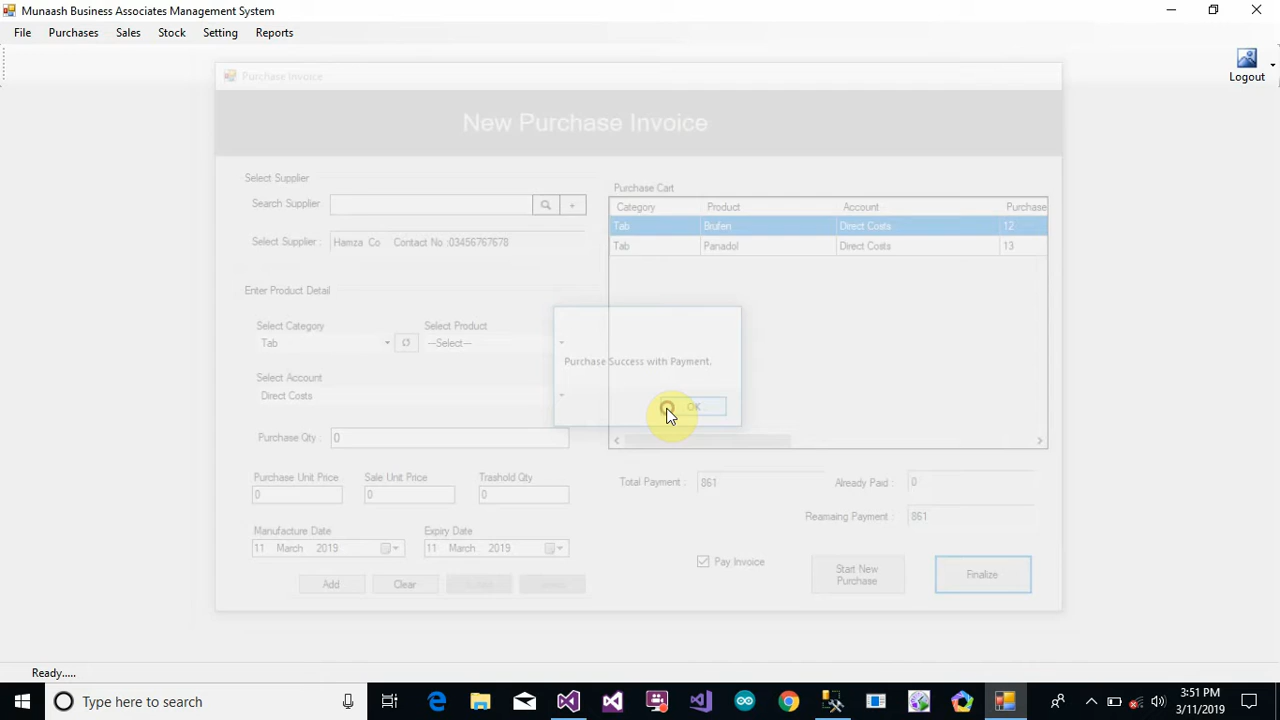 Munaash Business Associates Management System
File Purchases Sales Stock Setting Reports
Logout
Purchase Invoice
New Purchase Invoice
Select Supplier
Search Supplier +
Select Supplier : Hamza Co Contact No :03456767678
Enter Product Detail
Select Category Select Product
Tab Ø ---Select---
Select Account
Direct Costs
Purchase Qty : 0
Purchase Unit Price Sale Unit Price Trashold Qty
0 0 0
Manufacture Date Expiry Date
11 March 2019 11 March 2019
Add Clear
Purchase Cart
Category Product Account Purchase
Tab Brufen Direct Costs 12
Tab Panadol Direct Costs 13
Purchase Success with Payment.
OK
Total Payment : 861 Already Paid : 0
Reamaing Payment : 861
Pay Invoice
Start New
Purchase
Finalize
Ready.....
Type here to search
3:51 PM
3/11/2019